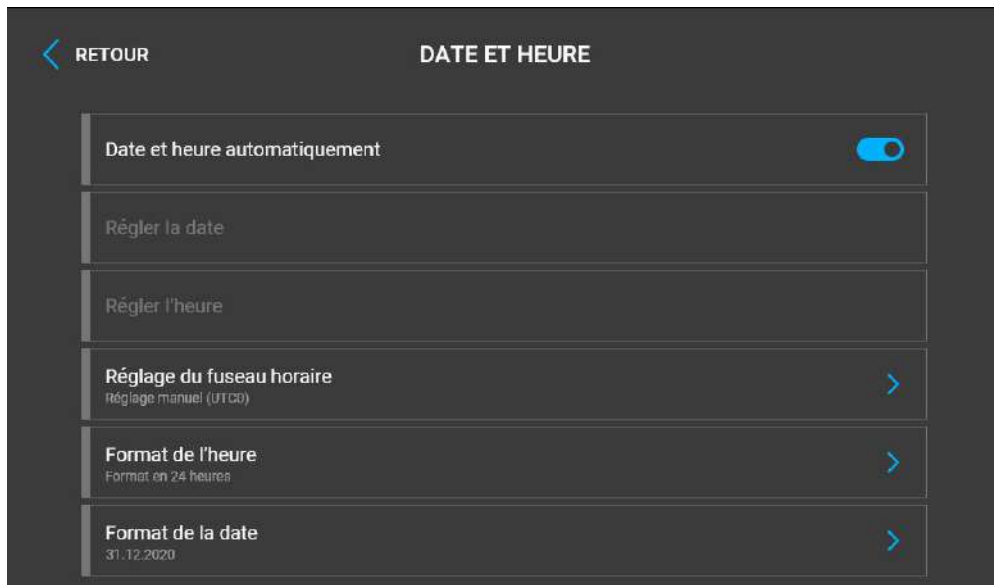 RETOUR
DATE ET HEURE
Date et heure automatiquement
Régler la date
Régler l'heure
Réglage du fuseau horaire
Réglage manuel (UTC0)
Format de l'heure
Format en 24 heures
Format de la date
31.12.2020